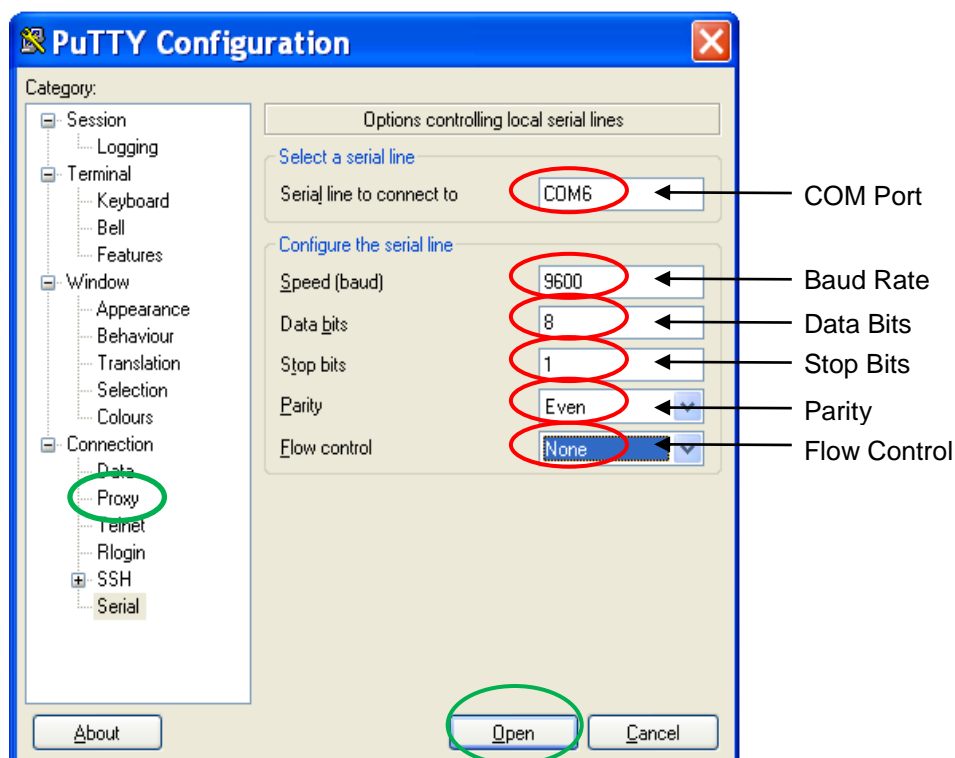 PuTTY Configuration
Category:
Session
Logging
Terminal
Keyboard
Bell
Features
Window
Appearance
Behaviour
Translation
Selection
Colours
Connection
Data
Proxy
Telnet
Rlogin
SSH
Serial
Options controlling local serial lines
Select a serial line
Serial line to connect to COM6 COM Port
Configure the serial line
Speed (baud) 9600 Baud Rate
Data bits 8 Data Bits
Stop bits 1 Stop Bits
Parity Even Parity
Flow control None Flow Control
About Open Cancel